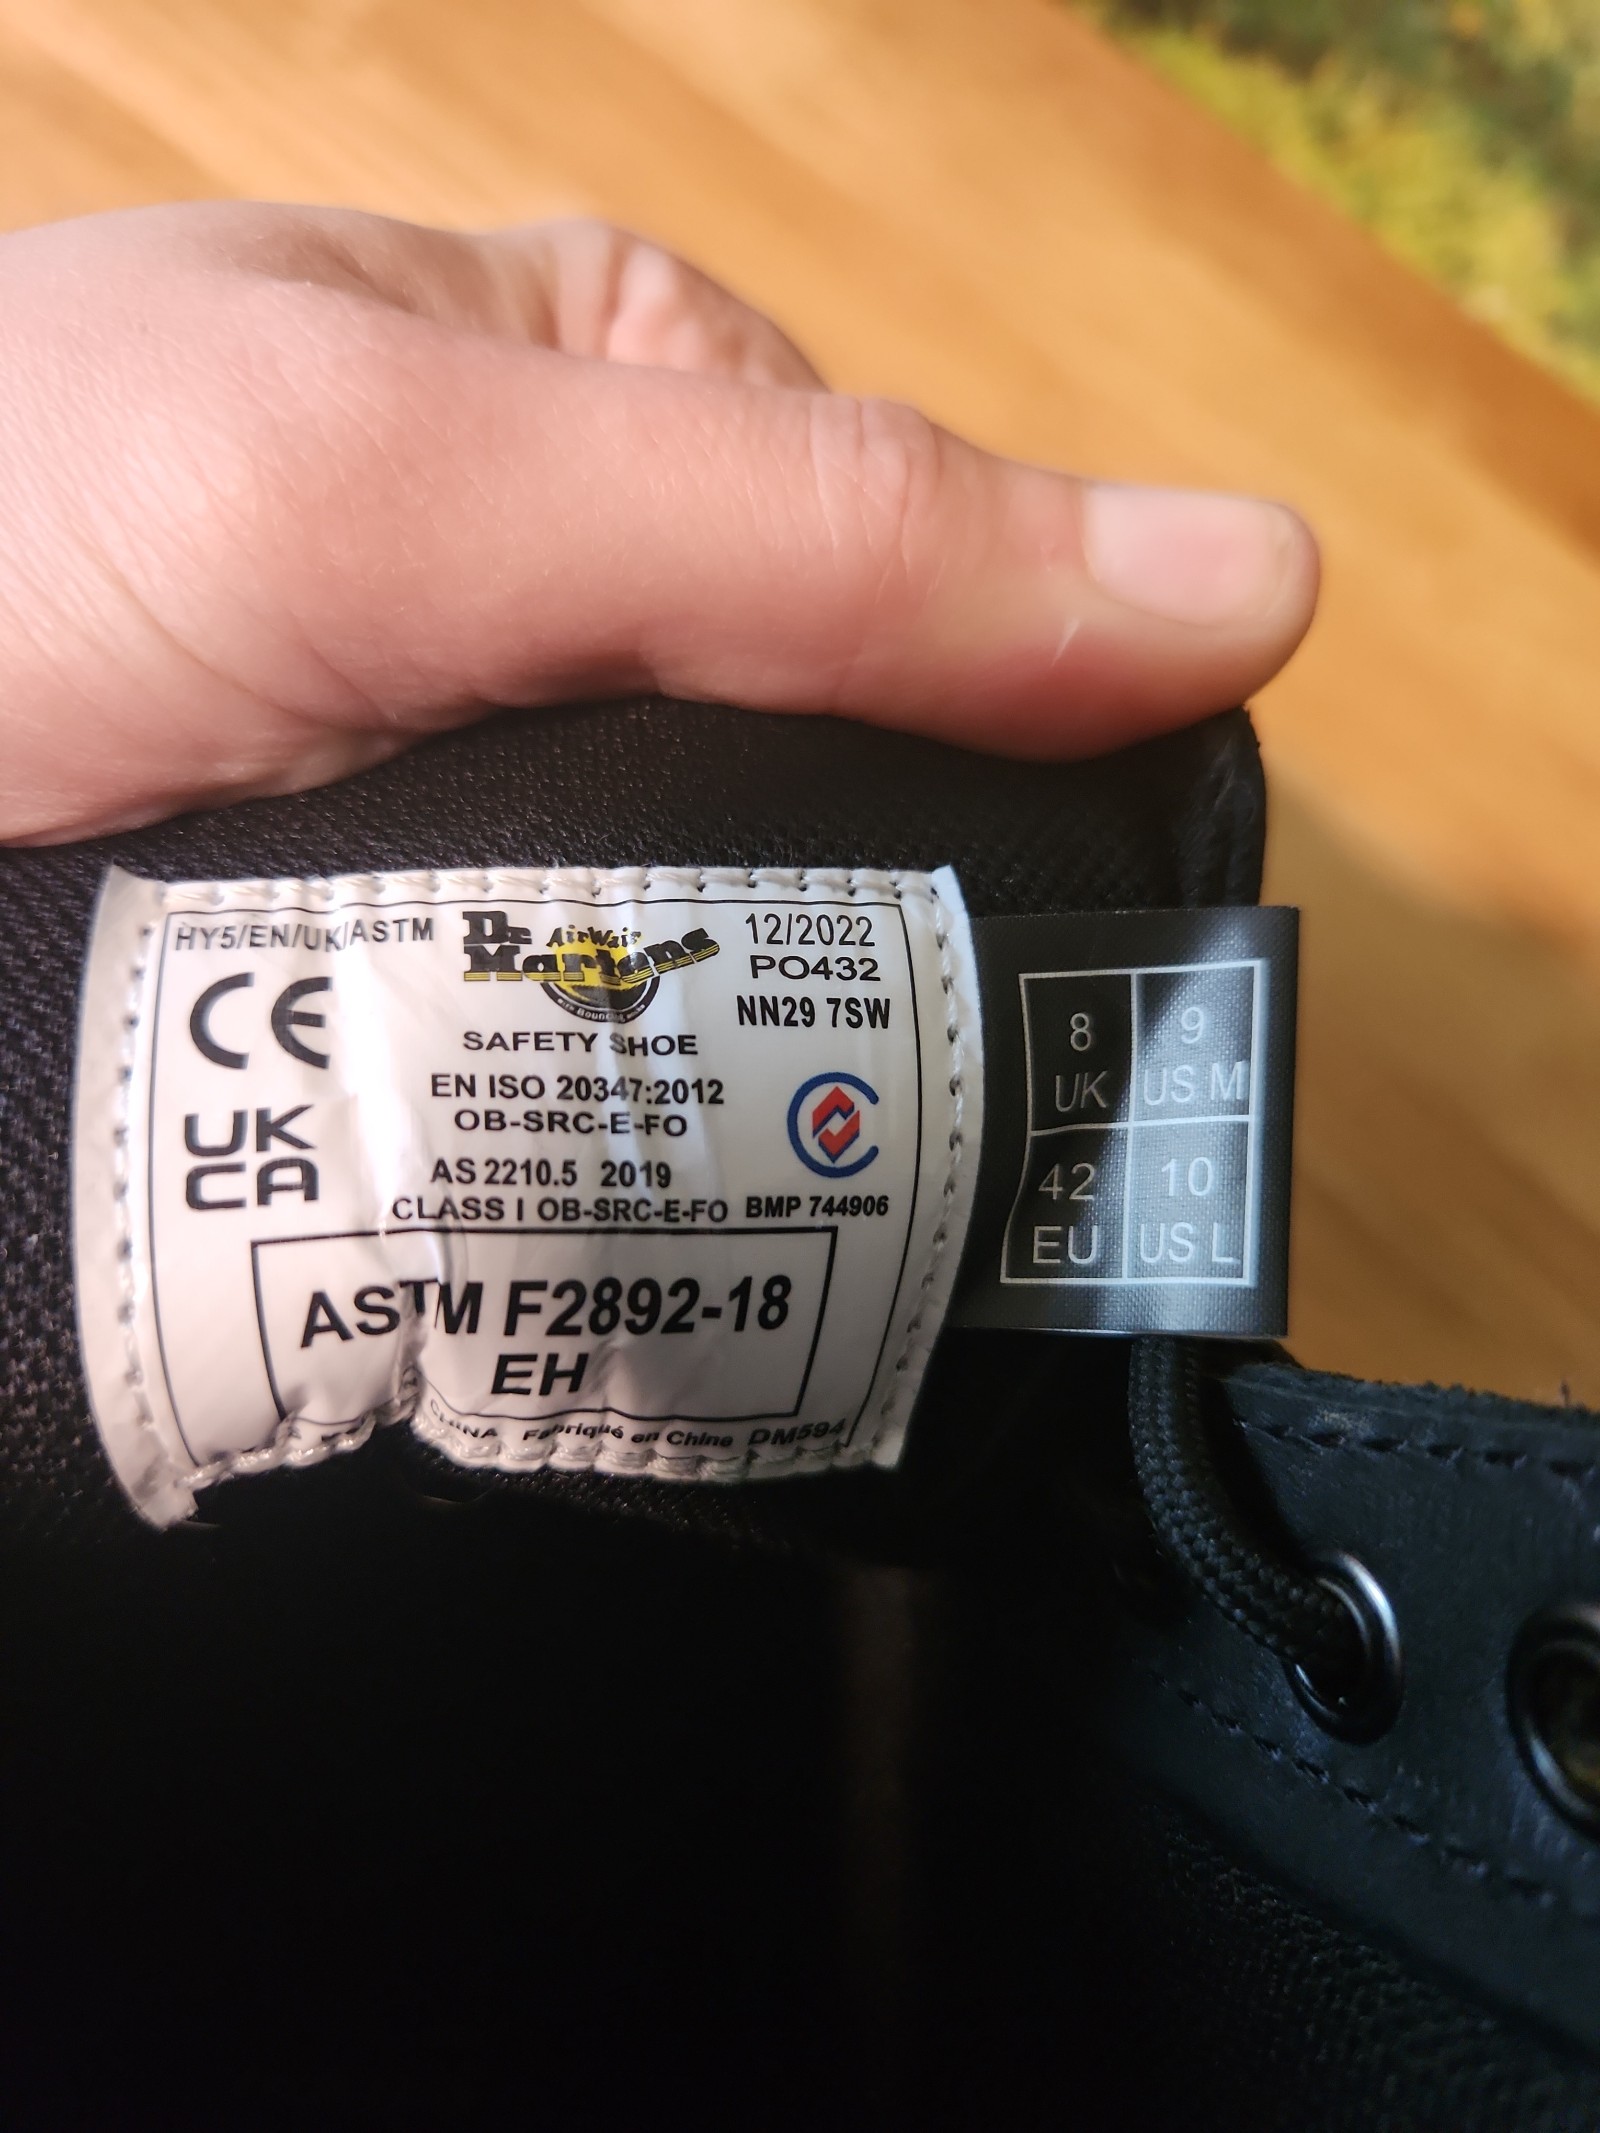 HY5/EN/UK/ASTM
Dr. Martens
AirWair
with Bouncing
SAFETY SHOE
12/2022
PO432
NN29 7SW
CE
UK
CA
EN ISO 20347:2012
OB-SRC-E-FO
AS 2210.5 2019
CLASS I OB-SRC-E-FO BMP 744906
ASTM F2892-18
EH
CHINA Fabriqué en Chine DM594
8
UK
9
US M
42
EU
10
US L